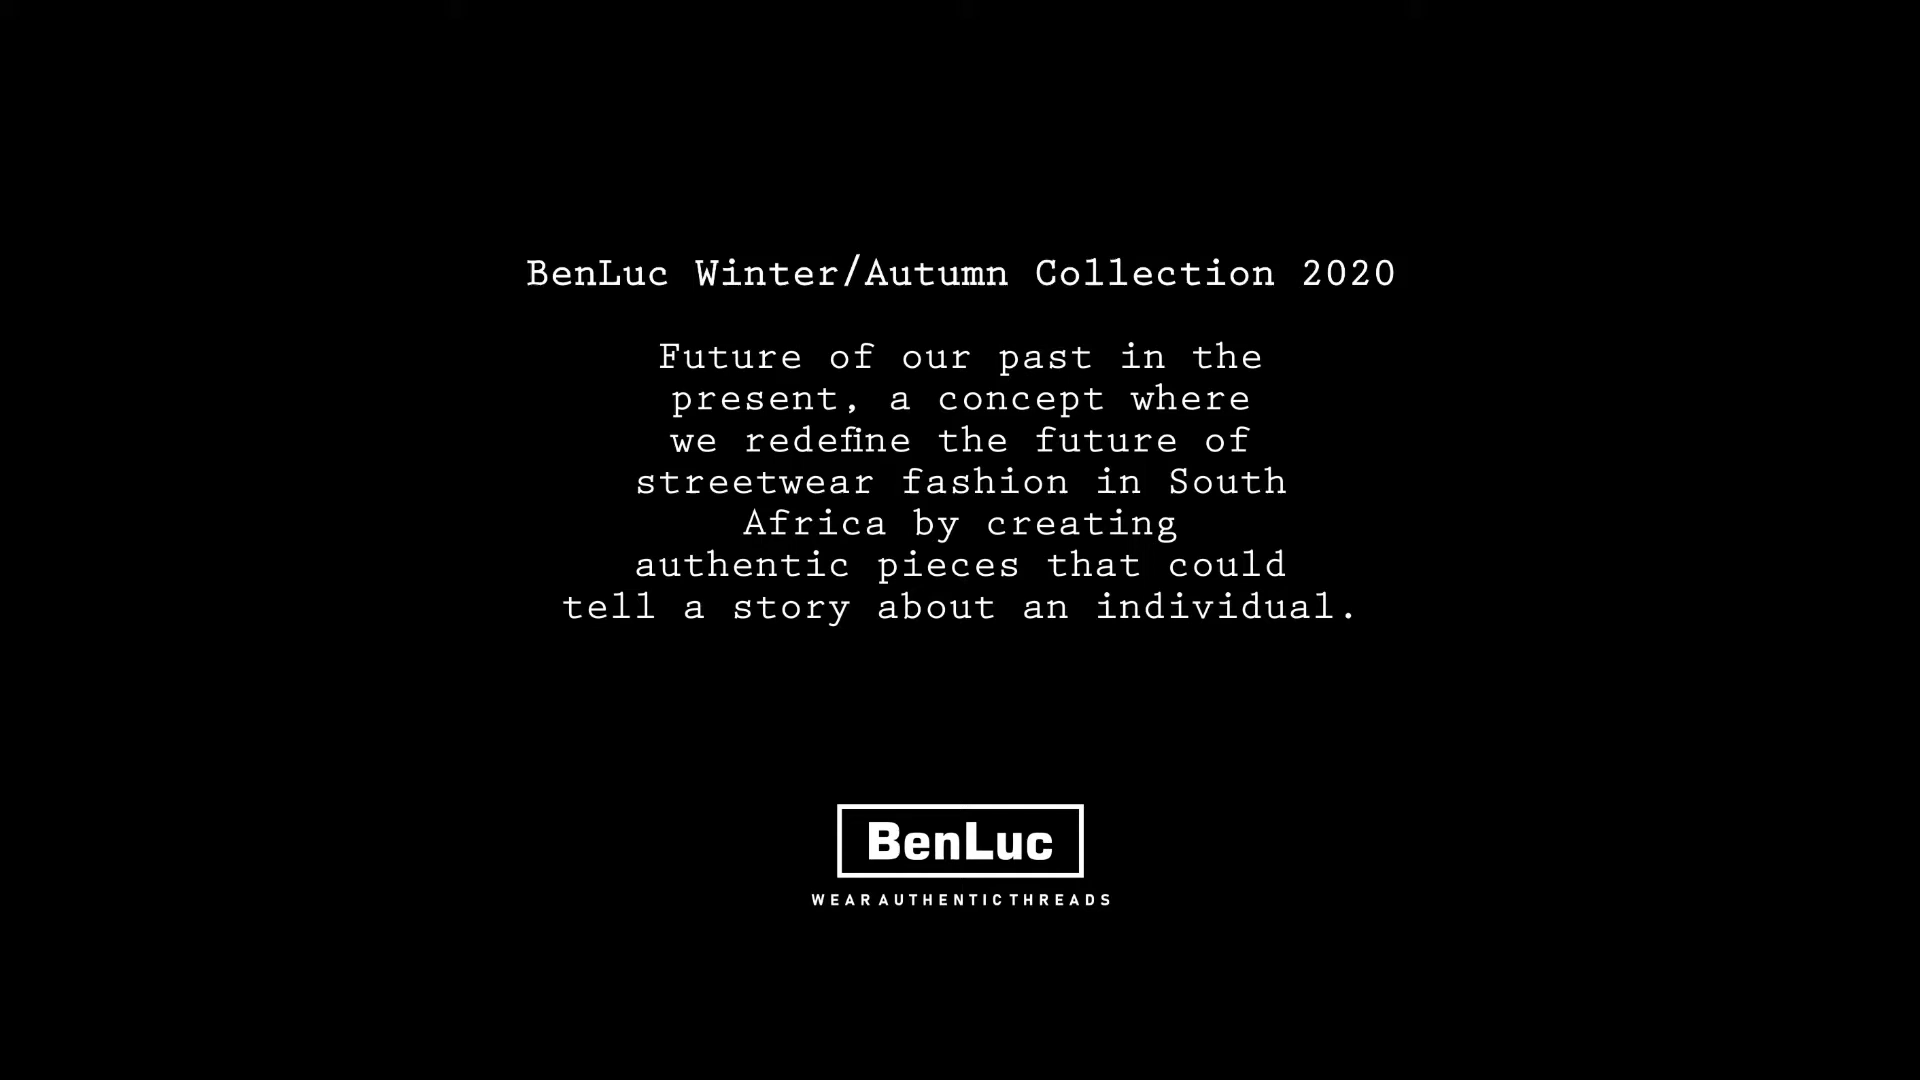 BenLuc Winter/Autumn Collection 2020
Future of our past in the
present, a concept where
we redefine the future of
streetwear fashion in South
Africa by creating
authentic pieces that could
tell a story about an individual.
BenLuc
WEAR AUTHENTIC THREADS